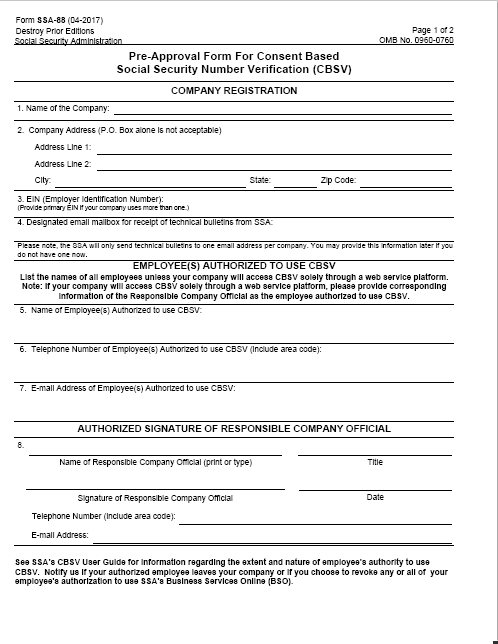 Form SSA-88 (04-2017)
Destroy Prior Editions
Social Security Administration
Page 1 of 2
OMB No. 0960-0760
Pre-Approval Form For Consent Based
Social Security Number Verification (CBSV)
COMPANY REGISTRATION
1. Name of the Company:
2. Company Address (P.O. Box alone is not acceptable)
Address Line 1:
Address Line 2:
City: State: Zip Code:
3. EIN (Employer Identification Number):
(Provide primary EIN if your company uses more than one.)
4. Designated email mailbox for receipt of technical bulletins from SSA:
Please note, the SSA will only send technical bulletins to one email address per company. You may provide this information later if you
do not have one now.
EMPLOYEE(S) AUTHORIZED TO USE CBSV
List the names of all employees unless your company will access CBSV solely through a web service platform.
Note: If your company will access CBSV solely through a web service platform, please provide corresponding
information of the Responsible Company Official as the employee authorized to use CBSV.
5. Name of Employee(s) Authorized to use CBSV:
6. Telephone Number of Employee(s) Authorized to use CBSV (include area code):
7. E-mail Address of Employee(s) Authorized to use CBSV:
AUTHORIZED SIGNATURE OF RESPONSIBLE COMPANY OFFICIAL
8.
Name of Responsible Company Official (print or type) Title
Signature of Responsible Company Official Date
Telephone Number (include area code):
E-mail Address:
See SSA's CBSV User Guide for information regarding the extent and nature of employee's authority to use
CBSV. Notify us if your authorized employee leaves your company or if you choose to revoke any or all of your
employee's authorization to use SSA's Business Services Online (BSO).